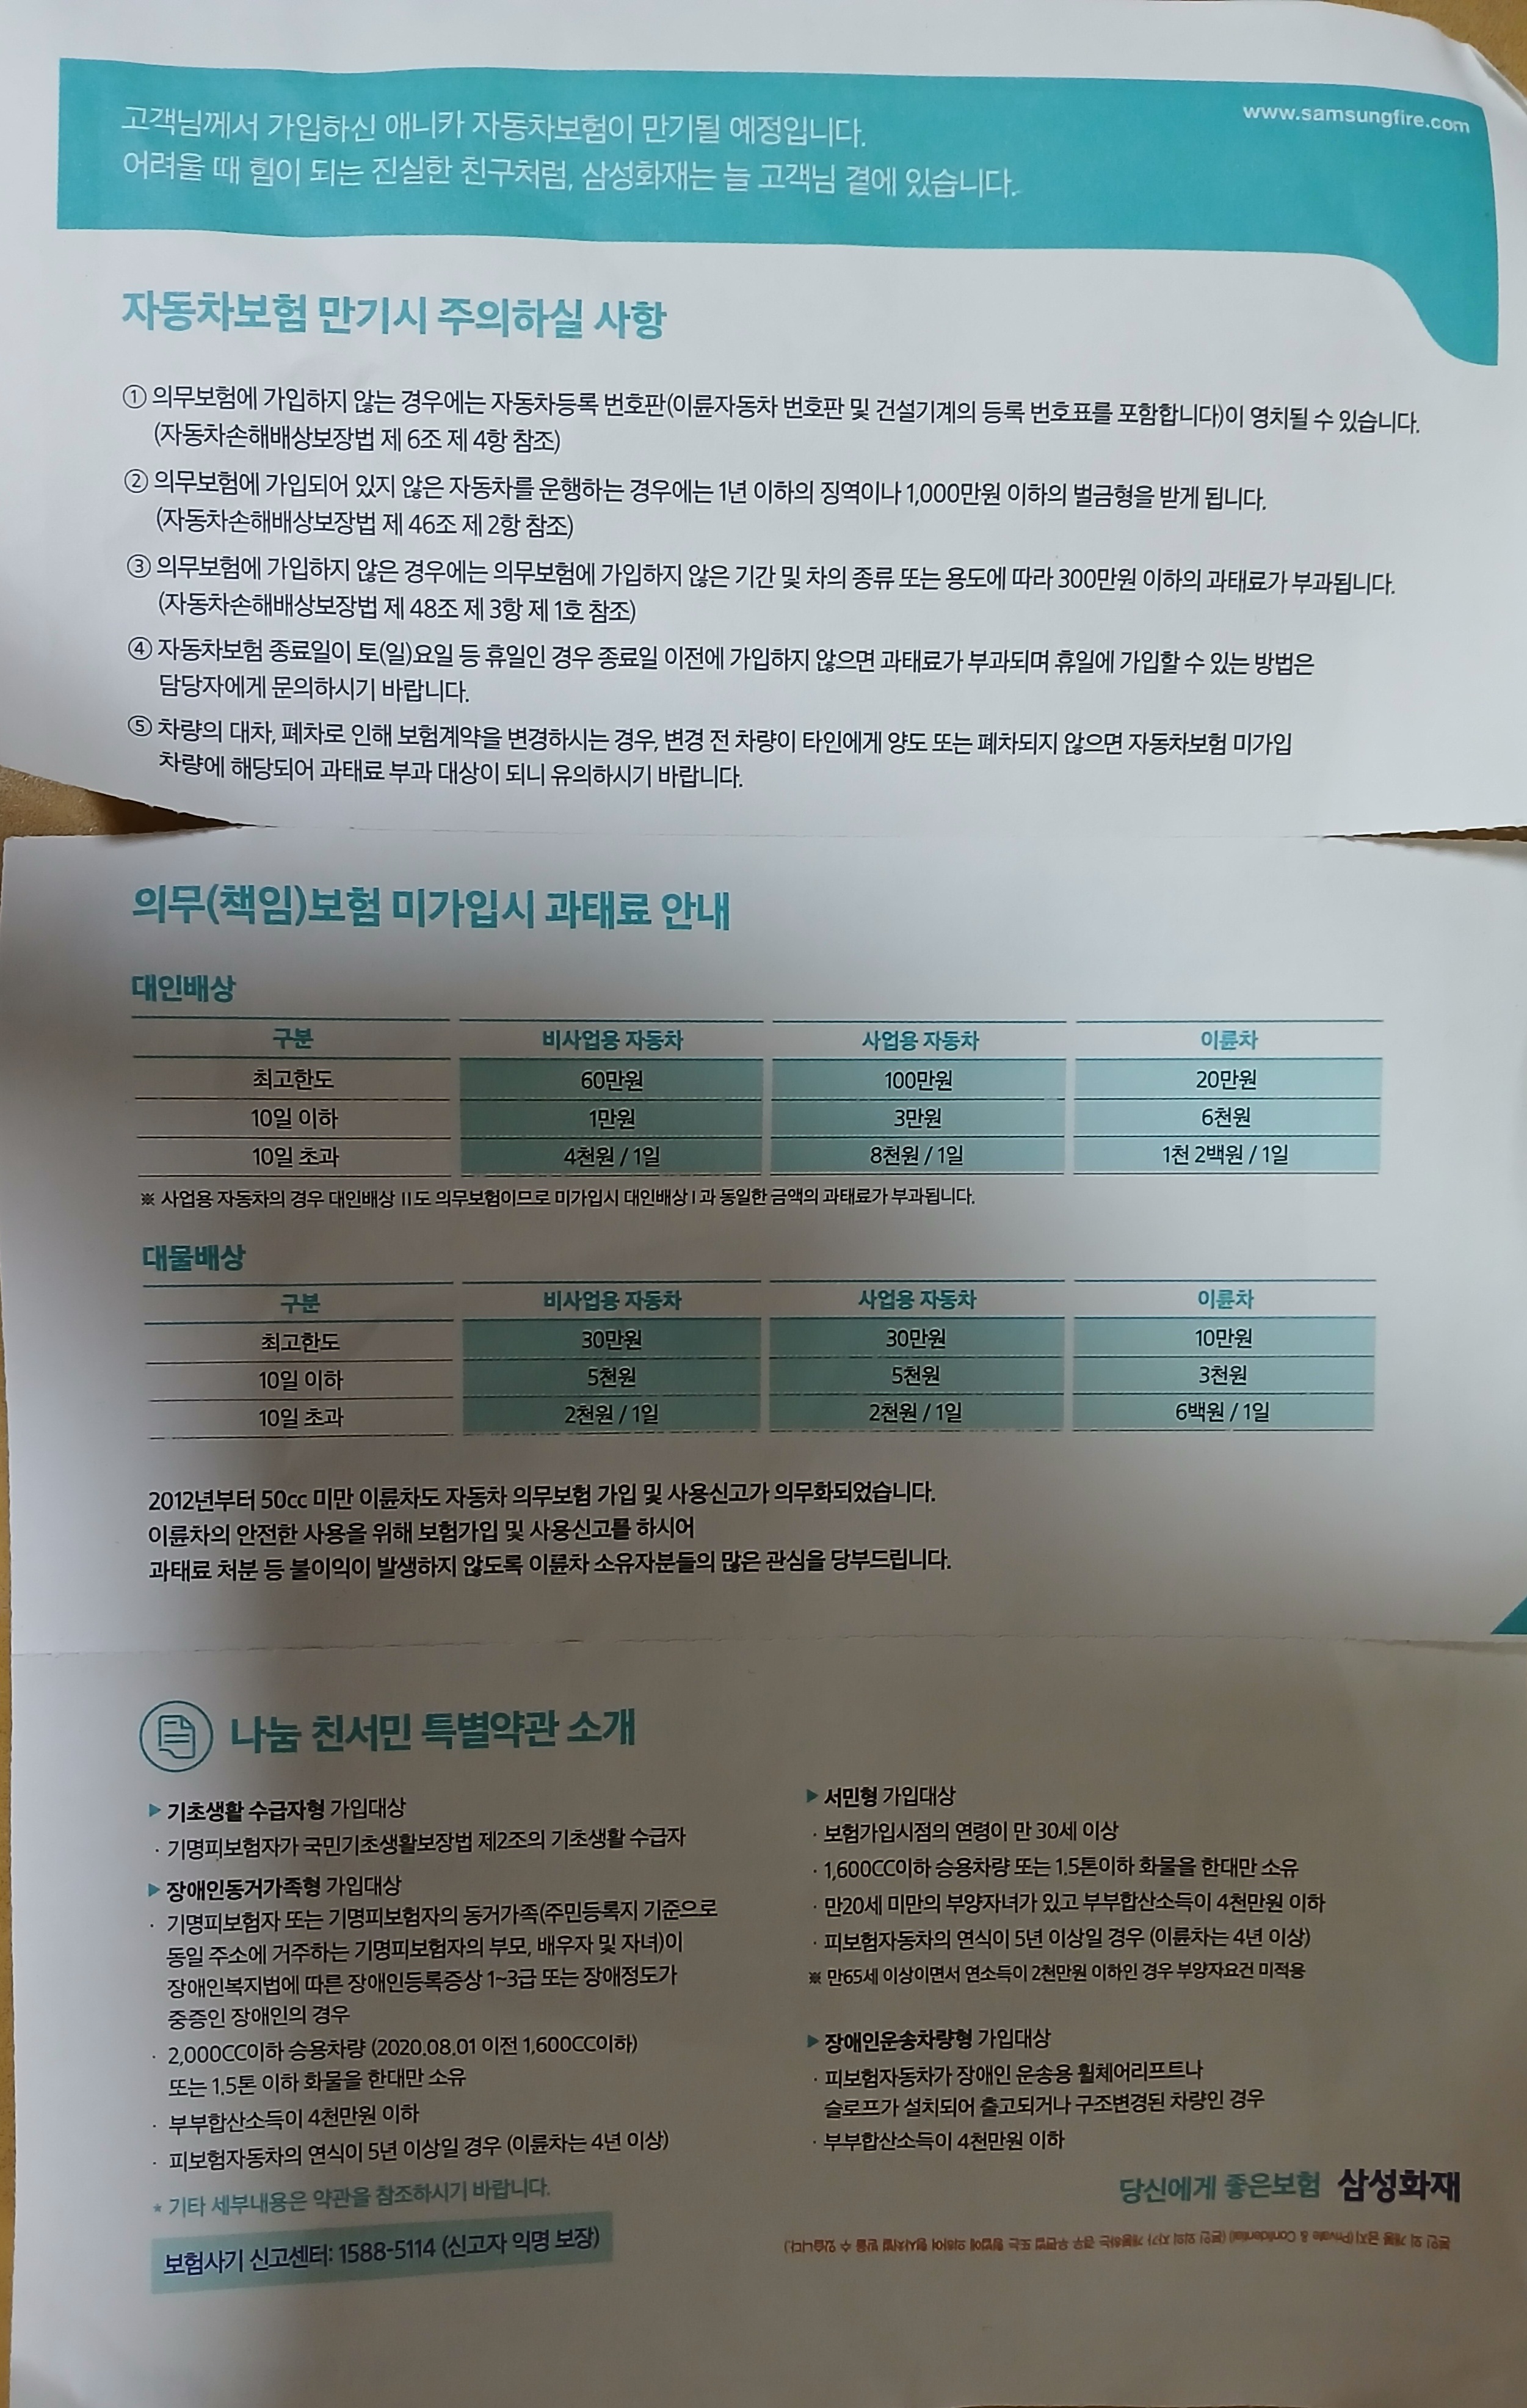 www.samsungfire.com
고객님께서 가입하신 애니카 자동차보험이 만기될 예정입니다.
어려울 때 힘이 되는 진실한 친구처럼, 삼성화재는 늘 고객님 곁에 있습니다.
자동차보험 만기시 주의하실 사항
① 의무보험에 가입하지 않는 경우에는 자동차등록 번호판(이륜자동차 번호판 및 건설기계의 등록 번호표를 포함합니다)이 영치될 수 있습니다.
(자동차손해배상보장법 제 6조 제 4항 참조)
② 의무보험에 가입되어 있지 않은 자동차를 운행하는 경우에는 1년 이하의 징역이나 1,000만원 이하의 벌금형을 받게 됩니다.
(자동차손해배상보장법 제 46조 제 2항 참조)
③ 의무보험에 가입하지 않은 경우에는 의무보험에 가입하지 않은 기간 및 차의 종류 또는 용도에 따라 300만원 이하의 과태료가 부과됩니다.
(자동차손해배상보장법 제 48조 제 3항 제 1호 참조)
④ 자동차보험 종료일이 토(일)요일 등 휴일인 경우 종료일 이전에 가입하지 않으면 과태료가 부과되며 휴일에 가입할 수 있는 방법은
담당자에게 문의하시기 바랍니다.
⑤ 차량의 대차, 폐차로 인해 보험계약을 변경하시는 경우, 변경 전 차량이 타인에게 양도 또는 폐차되지 않으면 자동차보험 미가입
차량에 해당되어 과태료 부과 대상이 되니 유의하시기 바랍니다.
의무(책임)보험 미가입시 과태료 안내
대인배상
구분 비사업용 자동차 사업용 자동차 이륜차
최고한도 60만원 100만원 20만원
10일 이하 1만원 3만원 6천원
10일 초과 4천원 / 1일 8천원 / 1일 1천 2백원 / 1일
※ 사업용 자동차의 경우 대인배상 II도 의무보험이므로 미가입시 대인배상 I 과 동일한 금액의 과태료가 부과됩니다.
대물배상
구분 비사업용 자동차 사업용 자동차 이륜차
최고한도 30만원 30만원 10만원
10일 이하 5천원 5천원 3천원
10일 초과 2천원 / 1일 2천원 / 1일 6백원 / 1일
2012년부터 50cc 미만 이륜차도 자동차 의무보험 가입 및 사용신고가 의무화되었습니다.
이륜차의 안전한 사용을 위해 보험가입 및 사용신고를 하시어
과태료 처분 등 불이익이 발생하지 않도록 이륜차 소유자분들의 많은 관심을 당부드립니다.
나눔 친서민 특별약관 소개
▶ 기초생활 수급자형 가입대상
· 기명피보험자가 국민기초생활보장법 제2조의 기초생활 수급자
▶ 장애인동거가족형 가입대상
· 기명피보험자 또는 기명피보험자의 동거가족(주민등록지 기준으로
동일 주소에 거주하는 기명피보험자의 부모, 배우자 및 자녀)이
장애인복지법에 따른 장애인등록증상 1~3급 또는 장애정도가
중증인 장애인의 경우
· 2,000CC이하 승용차량 (2020.08.01 이전 1,600CC이하)
또는 1.5톤 이하 화물을 한대만 소유
· 부부합산소득이 4천만원 이하
· 피보험자동차의 연식이 5년 이상일 경우 (이륜차는 4년 이상)
* 기타 세부내용은 약관을 참조하시기 바랍니다.
보험사기 신고센터: 1588-5114 (신고자 익명 보장)
▶ 서민형 가입대상
· 보험가입시점의 연령이 만 30세 이상
· 1,600CC이하 승용차량 또는 1.5톤이하 화물을 한대만 소유
· 만20세 미만의 부양자녀가 있고 부부합산소득이 4천만원 이하
· 피보험자동차의 연식이 5년 이상일 경우 (이륜차는 4년 이상)
※ 만65세 이상이면서 연소득이 2천만원 이하인 경우 부양자요건 미적용
▶ 장애인운송차량형 가입대상
· 피보험자동차가 장애인 운송용 휠체어리프트나
슬로프가 설치되어 출고되거나 구조변경된 차량인 경우
· 부부합산소득이 4천만원 이하
당신에게 좋은보험 삼성화재
본인 외 개봉 금지 (Private & Confidential) (본인 외의 자가 개봉하는 경우 우편법 또는 형법에 의하여 형사처벌 받을 수 있습니다.)